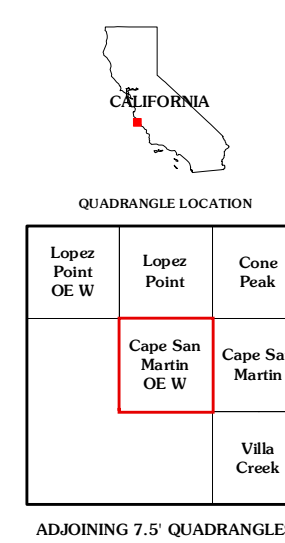 CALIFORNIA
QUADRANGLE LOCATION
Lopez
Point
OE W
Lopez
Point
Cone
Peak
Cape San
Martin
OE W
Cape Sa
Martin
Villa
Creek
ADJOINING 7.5' QUADRANGLES